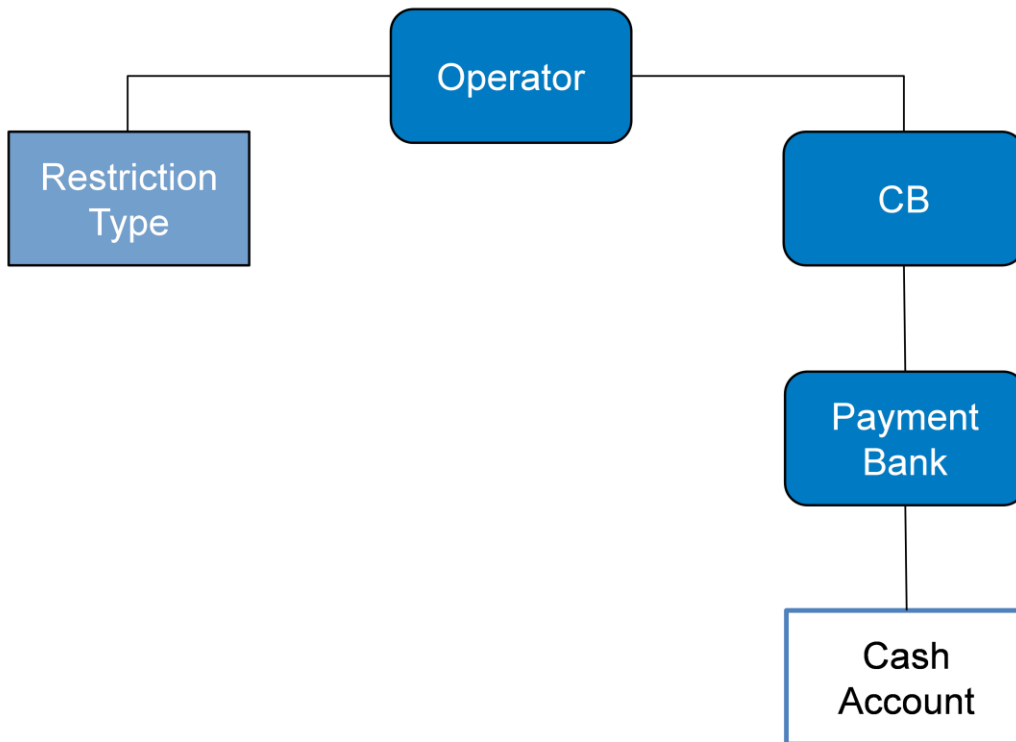 Operator
Restriction
Type
CB
Payment
Bank
Cash
Account